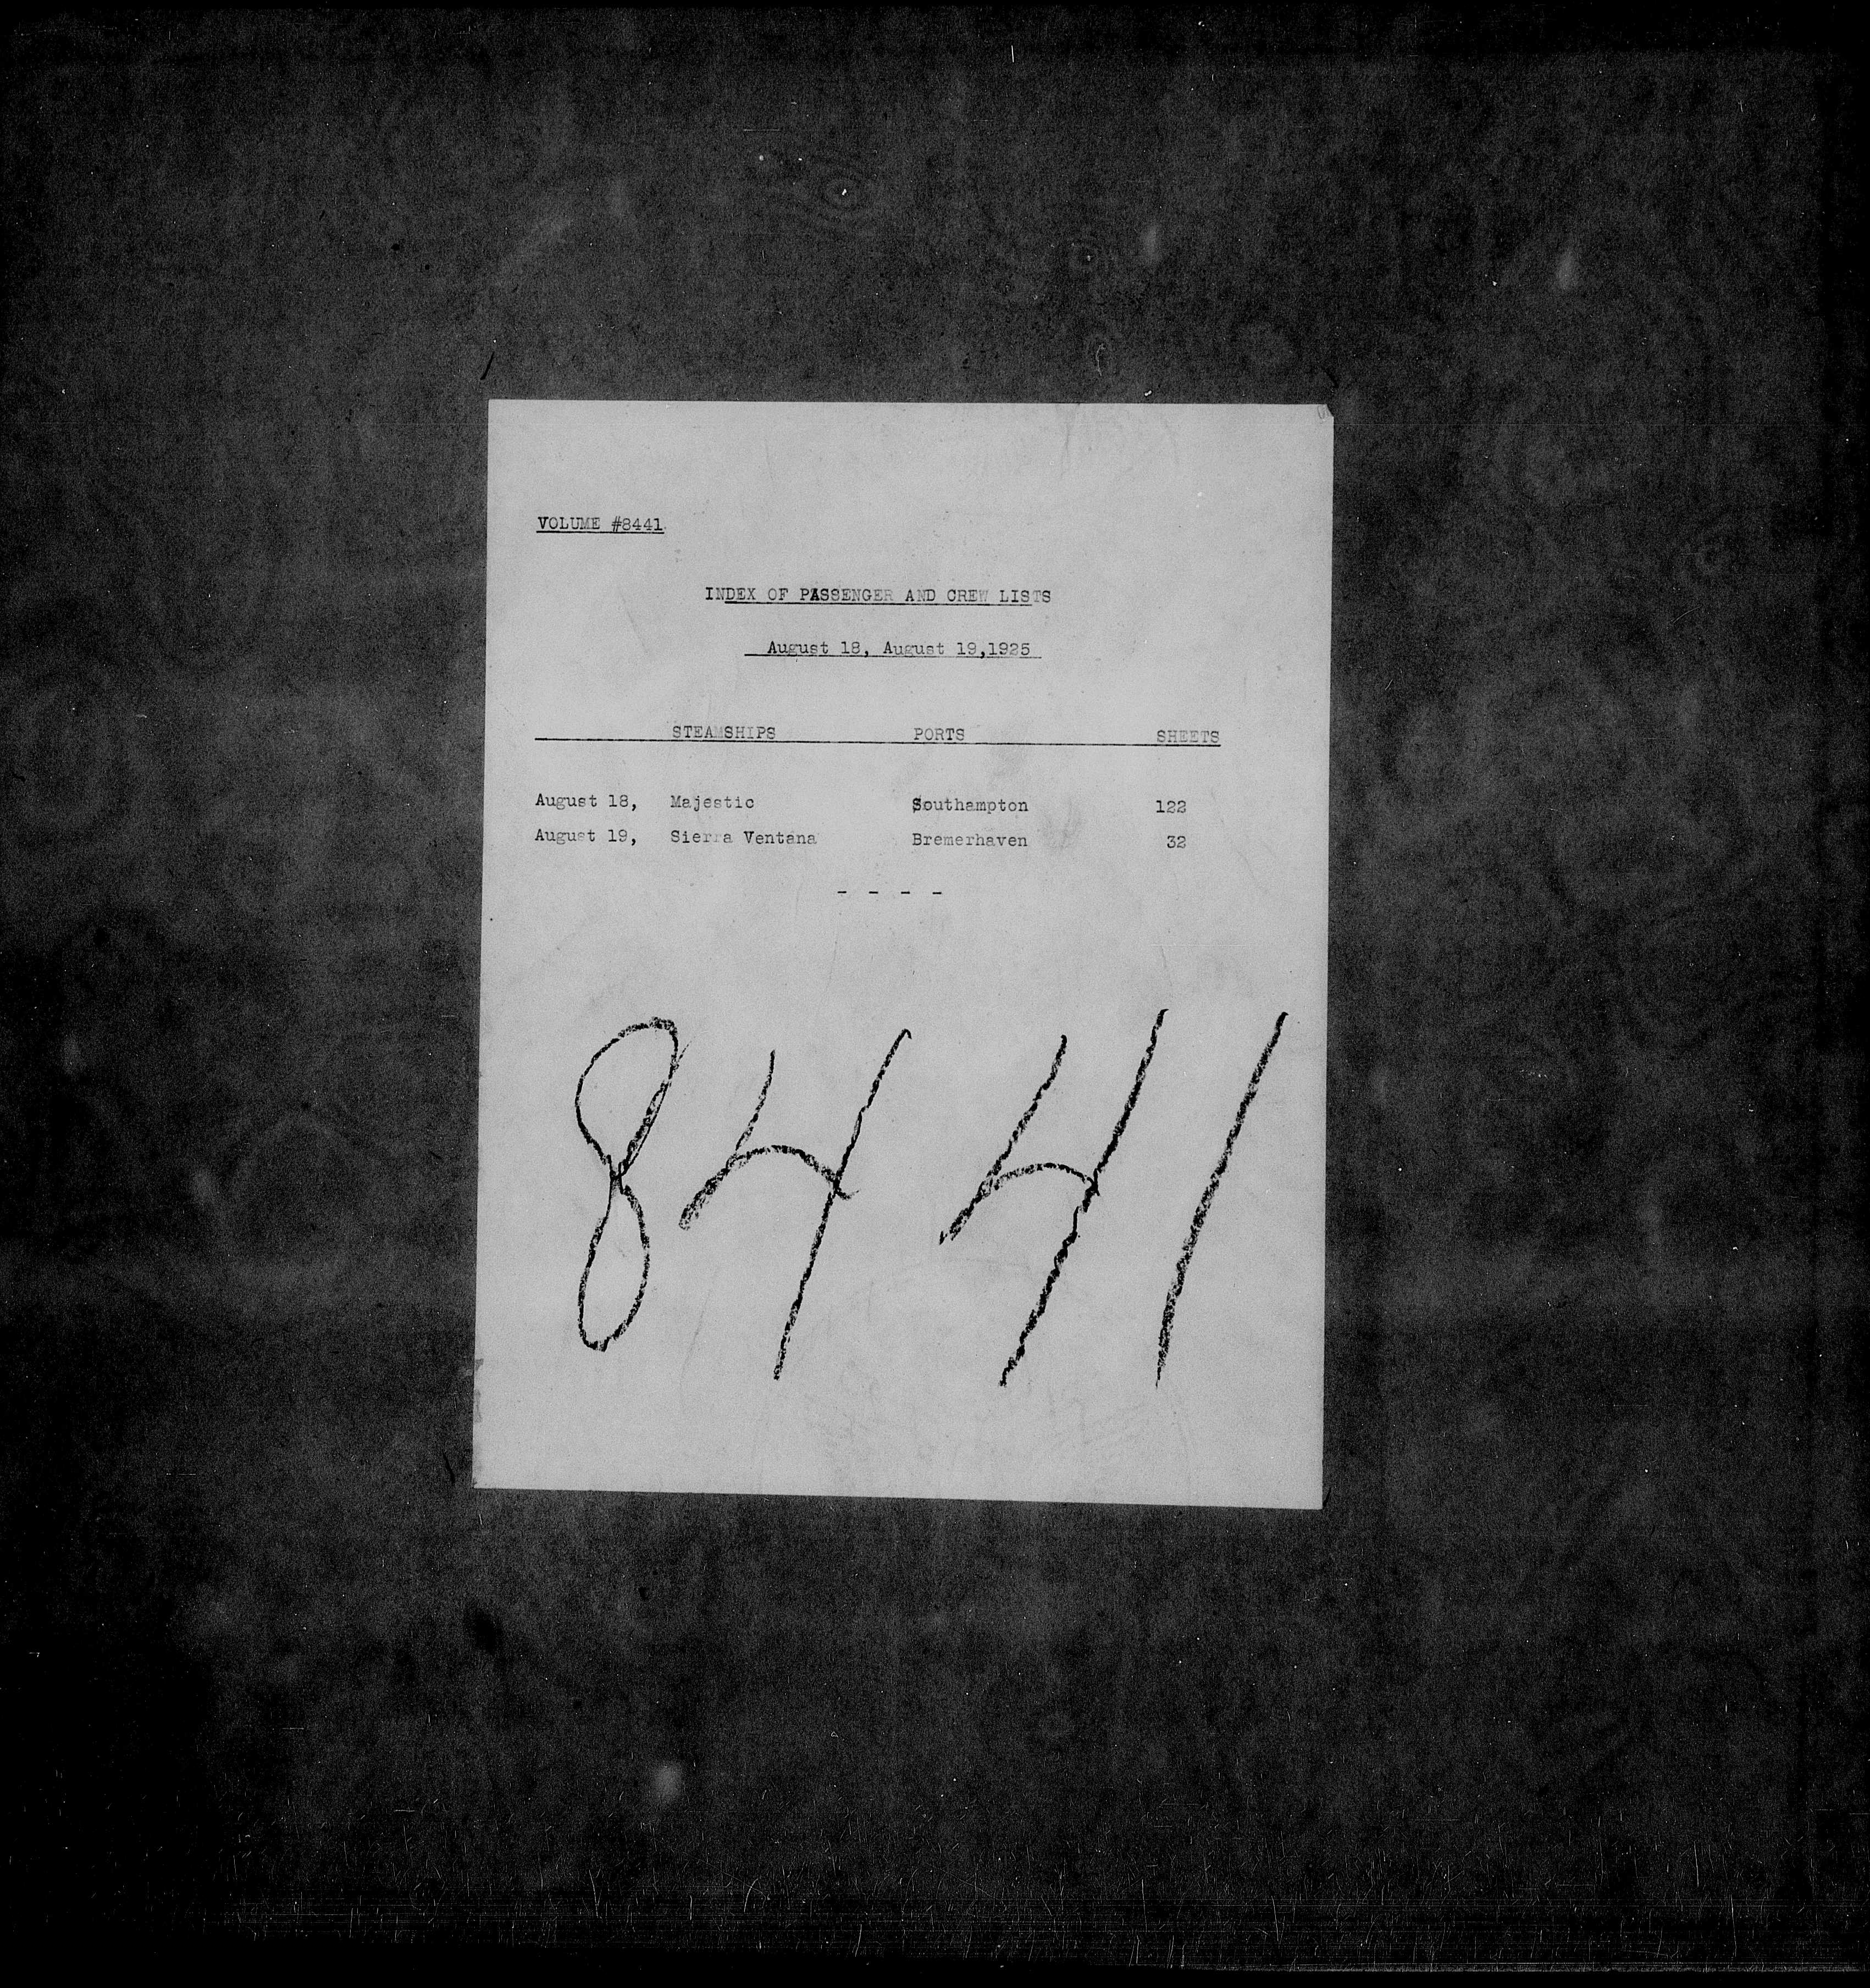 VOLUME #8441
INDEX OF PASSENGER AND CREW LISTS
August 18, August 19,1925
STEAMSHIPS PORTS SHEETS
August 18, Majestic Southampton 122
August 19, Sierra Ventana Bremerhaven 32
- - - -
8441